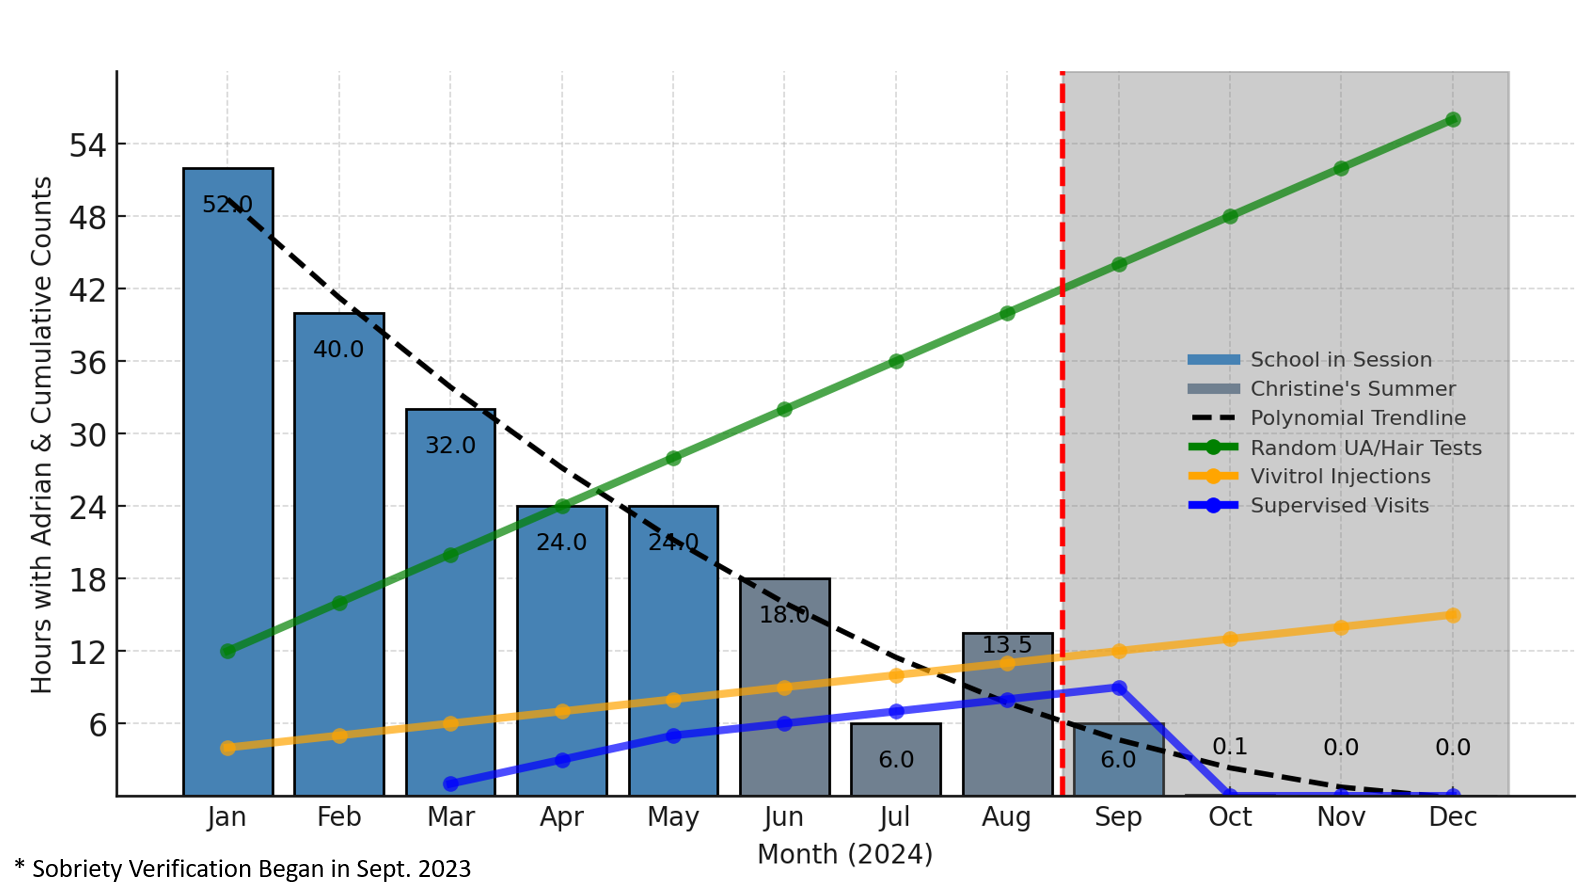 54
48
42
36
30
24
18
12
6
Hours with Adrian & Cumulative Counts
52.0
40.0
32.0
24.0
24.0
18.0
6.0
13.5
6.0
0.1
0.0
0.0
School in Session
Christine's Summer
Polynomial Trendline
Random UA/Hair Tests
Vivitrol Injections
Supervised Visits
Jan Feb Mar Apr May Jun Jul Aug Sep Oct Nov Dec
Month (2024)
* Sobriety Verification Began in Sept. 2023